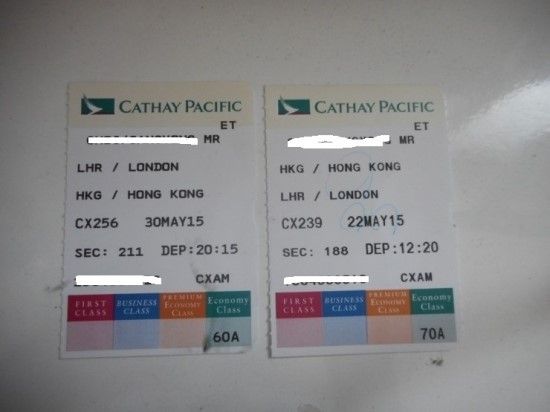 CATHAY PACIFIC
ET
MR
LHR / LONDON
HKG / HONG KONG
CX256 30MAY15
SEC: 211 DEP:20:15
CXAM
FIRST CLASS BUSINESS CLASS PREMIUM ECONOMY CLASS Economy Class
60A
CATHAY PACIFIC
ET
MR
HKG / HONG KONG
LHR / LONDON
CX239 22MAY15
SEC: 188 DEP:12:20
CXAM
FIRST CLASS BUSINESS CLASS PREMIUM ECONOMY CLASS Economy Class
70A